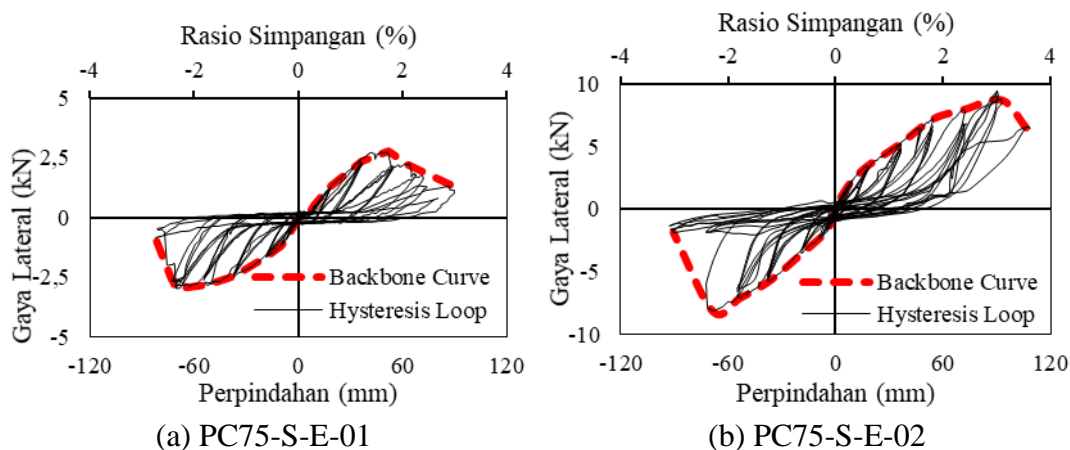 Rasio Simpangan (%)
-4 -2 0 2 4
5
2,5
0
-2,5
-5
Gaya Lateral (kN)
Backbone Curve
Hysteresis Loop
-120 -60 0 60 120
Perpindahan (mm)
(a) PC75-S-E-01
Rasio Simpangan (%)
-4 -2 0 2 4
10
5
0
-5
-10
Gaya Lateral (kN)
Backbone Curve
Hysteresis Loop
-120 -60 0 60 120
Perpindahan (mm)
(b) PC75-S-E-02